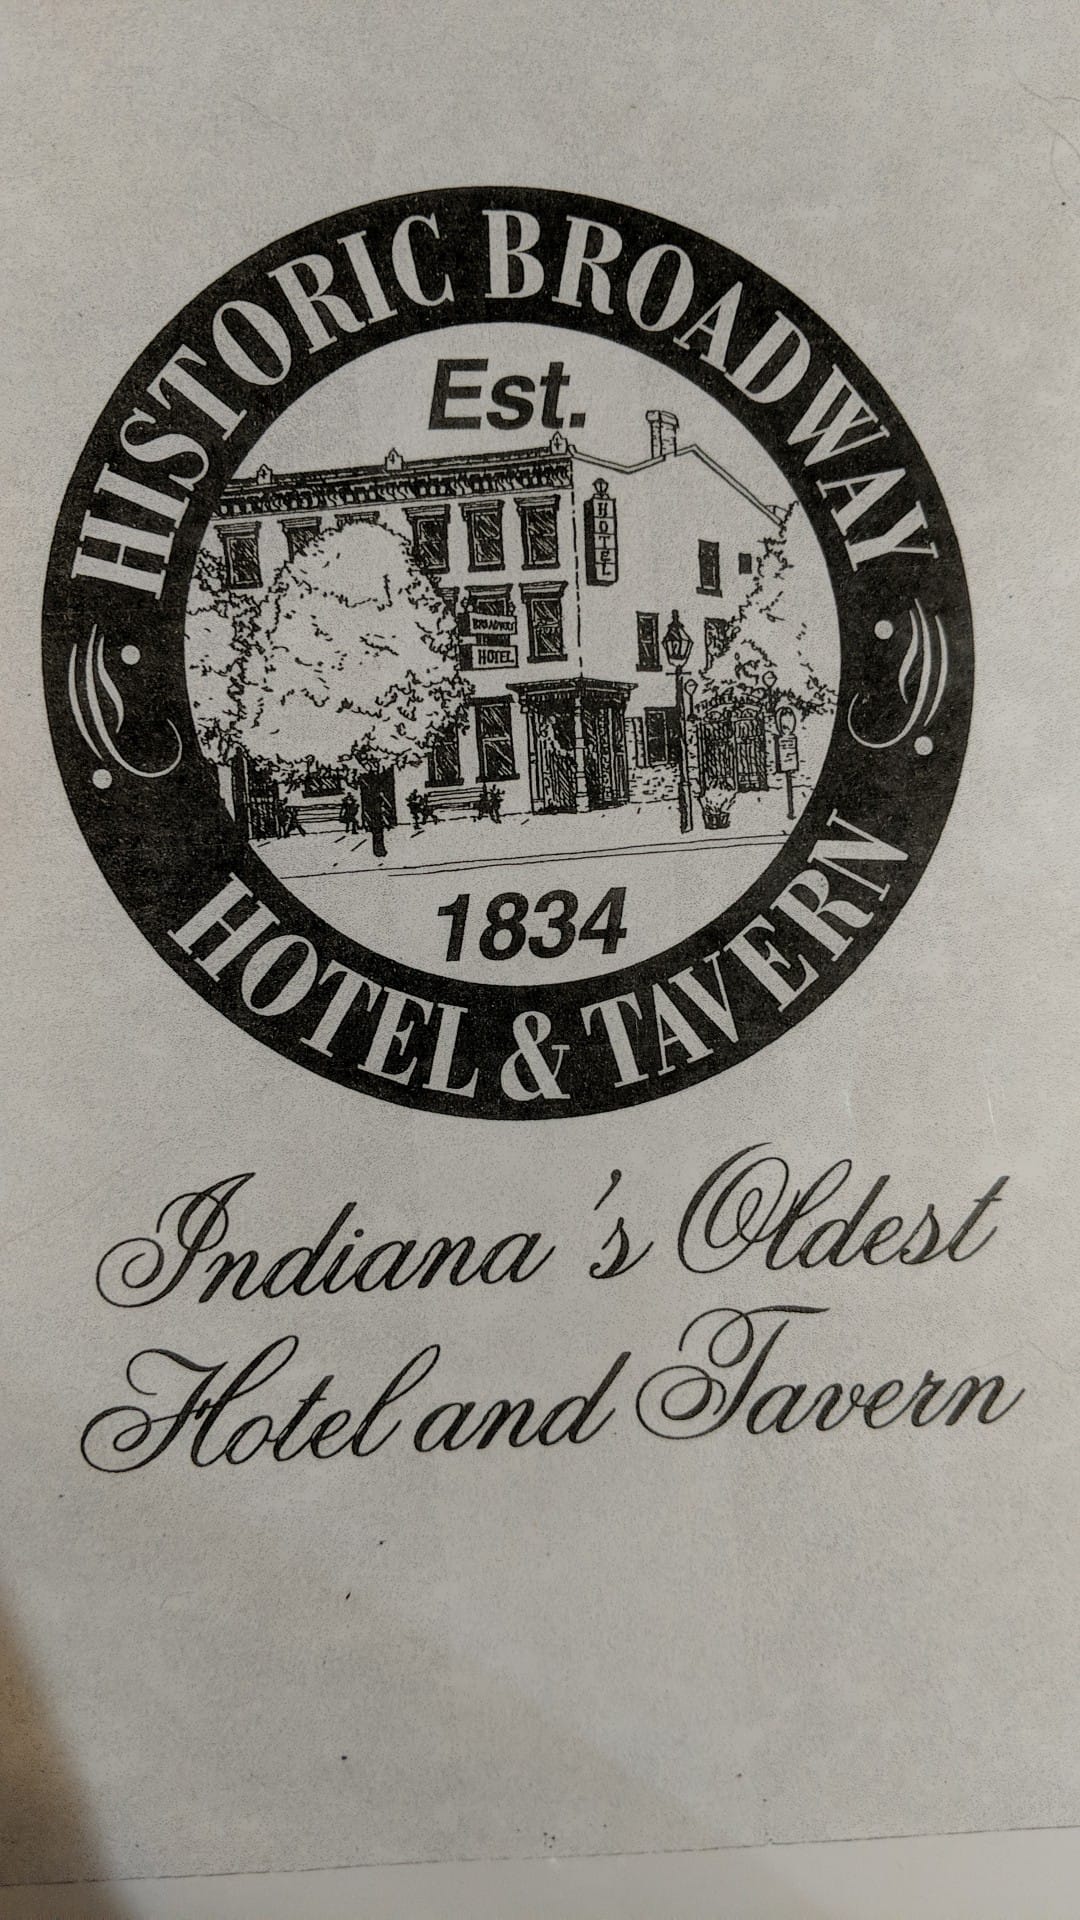 HISTORIC BROADWAY
Est.
HOTEL
BROADWAY
HOTEL
1834
HOTEL & TAVERN
Indiana's Oldest
Hotel and Tavern